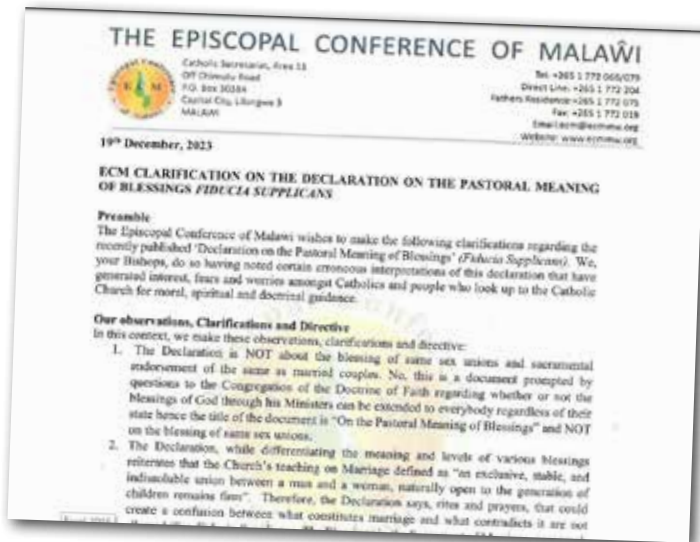 THE EPISCOPAL CONFERENCE OF MALAŴI
Catholic Secretariat, Area 11
Off Chimutu Road
P.O. Box 30384
Capital City, Lilongwe 3
MALAWI
Tel: +265 1 772 066/079
Direct Line: +265 1 772 204
Fathers Residence: +265 1 772 075
Fax: +265 1 772 019
Email:
Website: www.ecmmw.org
19th December, 2023
ECM CLARIFICATION ON THE DECLARATION ON THE PASTORAL MEANING
OF BLESSINGS FIDUCIA SUPPLICANS
Preamble
The Episcopal Conference of Malawi wishes to make the following clarifications regarding the
recently published 'Declaration on the Pastoral Meaning of Blessings' (Fiducia Supplicans). We,
your Bishops, do so having noted certain erroneous interpretations of this declaration that have
generated interest, fears and worries amongst Catholics and people who look up to the Catholic
Church for moral, spiritual and doctrinal guidance.
Our observations, Clarifications and Directive
In this context, we make these observations, clarifications and directive:
1. The Declaration is NOT about the blessing of same sex unions and sacramental
endorsement of the same as married couples. No, this is a document prompted by
questions to the Congregation of the Doctrine of Faith regarding whether or not the
blessings of God through his Ministers can be extended to everybody regardless of their
state hence the title of the document is "On the Pastoral Meaning of Blessings" and NOT
on the blessing of same sex unions.
2. The Declaration, while differentiating the meaning and levels of various blessings
reiterates that the Church's teaching on Marriage defined as "an exclusive, stable, and
indissoluble union between a man and a woman, naturally open to the generation of
children remains firm". Therefore, the Declaration says, rites and prayers, that could
create a confusion between what constitutes marriage and what contradicts it are not